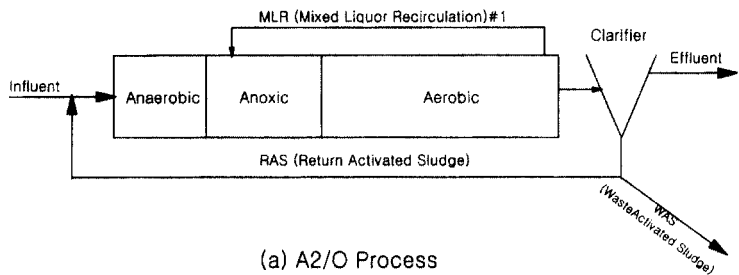 MLR (Mixed Liquor Recirculation)#1
Clarifier
Effluent
Influent
Anaerobic
Anoxic
Aerobic
RAS (Return Activated Sludge)
WAS
(WasteActivated Sludge)
(a) A2/O Process